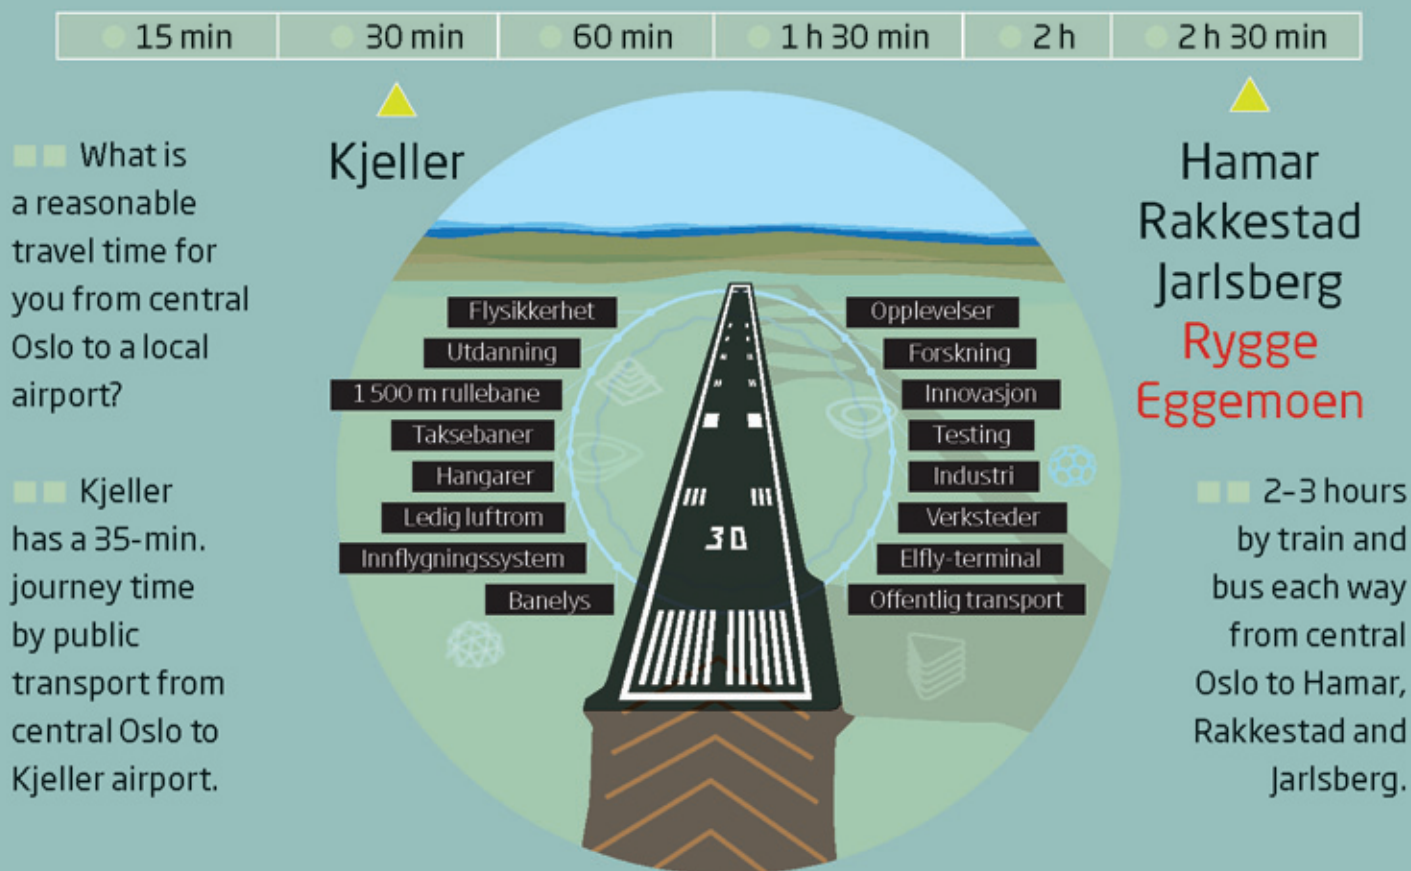 15 min
30 min
60 min
1 h 30 min
2 h
2 h 30 min
What is
a reasonable
travel time for
you from central
Oslo to a local
airport?
Kjeller
has a 35-min.
journey time
by public
transport from
central Oslo to
Kjeller airport.
Kjeller
Flysikkerhet
Utdanning
1 500 m rullebane
Taksebaner
Hangarer
Ledig luftrom
Innflygningssystem
Banelys
30
Opplevelser
Forskning
Innovasjon
Testing
Industri
Verksteder
Elfly-terminal
Offentlig transport
Hamar
Rakkestad
Jarlsberg
Rygge
Eggemoen
2–3 hours
by train and
bus each way
from central
Oslo to Hamar,
Rakkestad and
Jarlsberg.